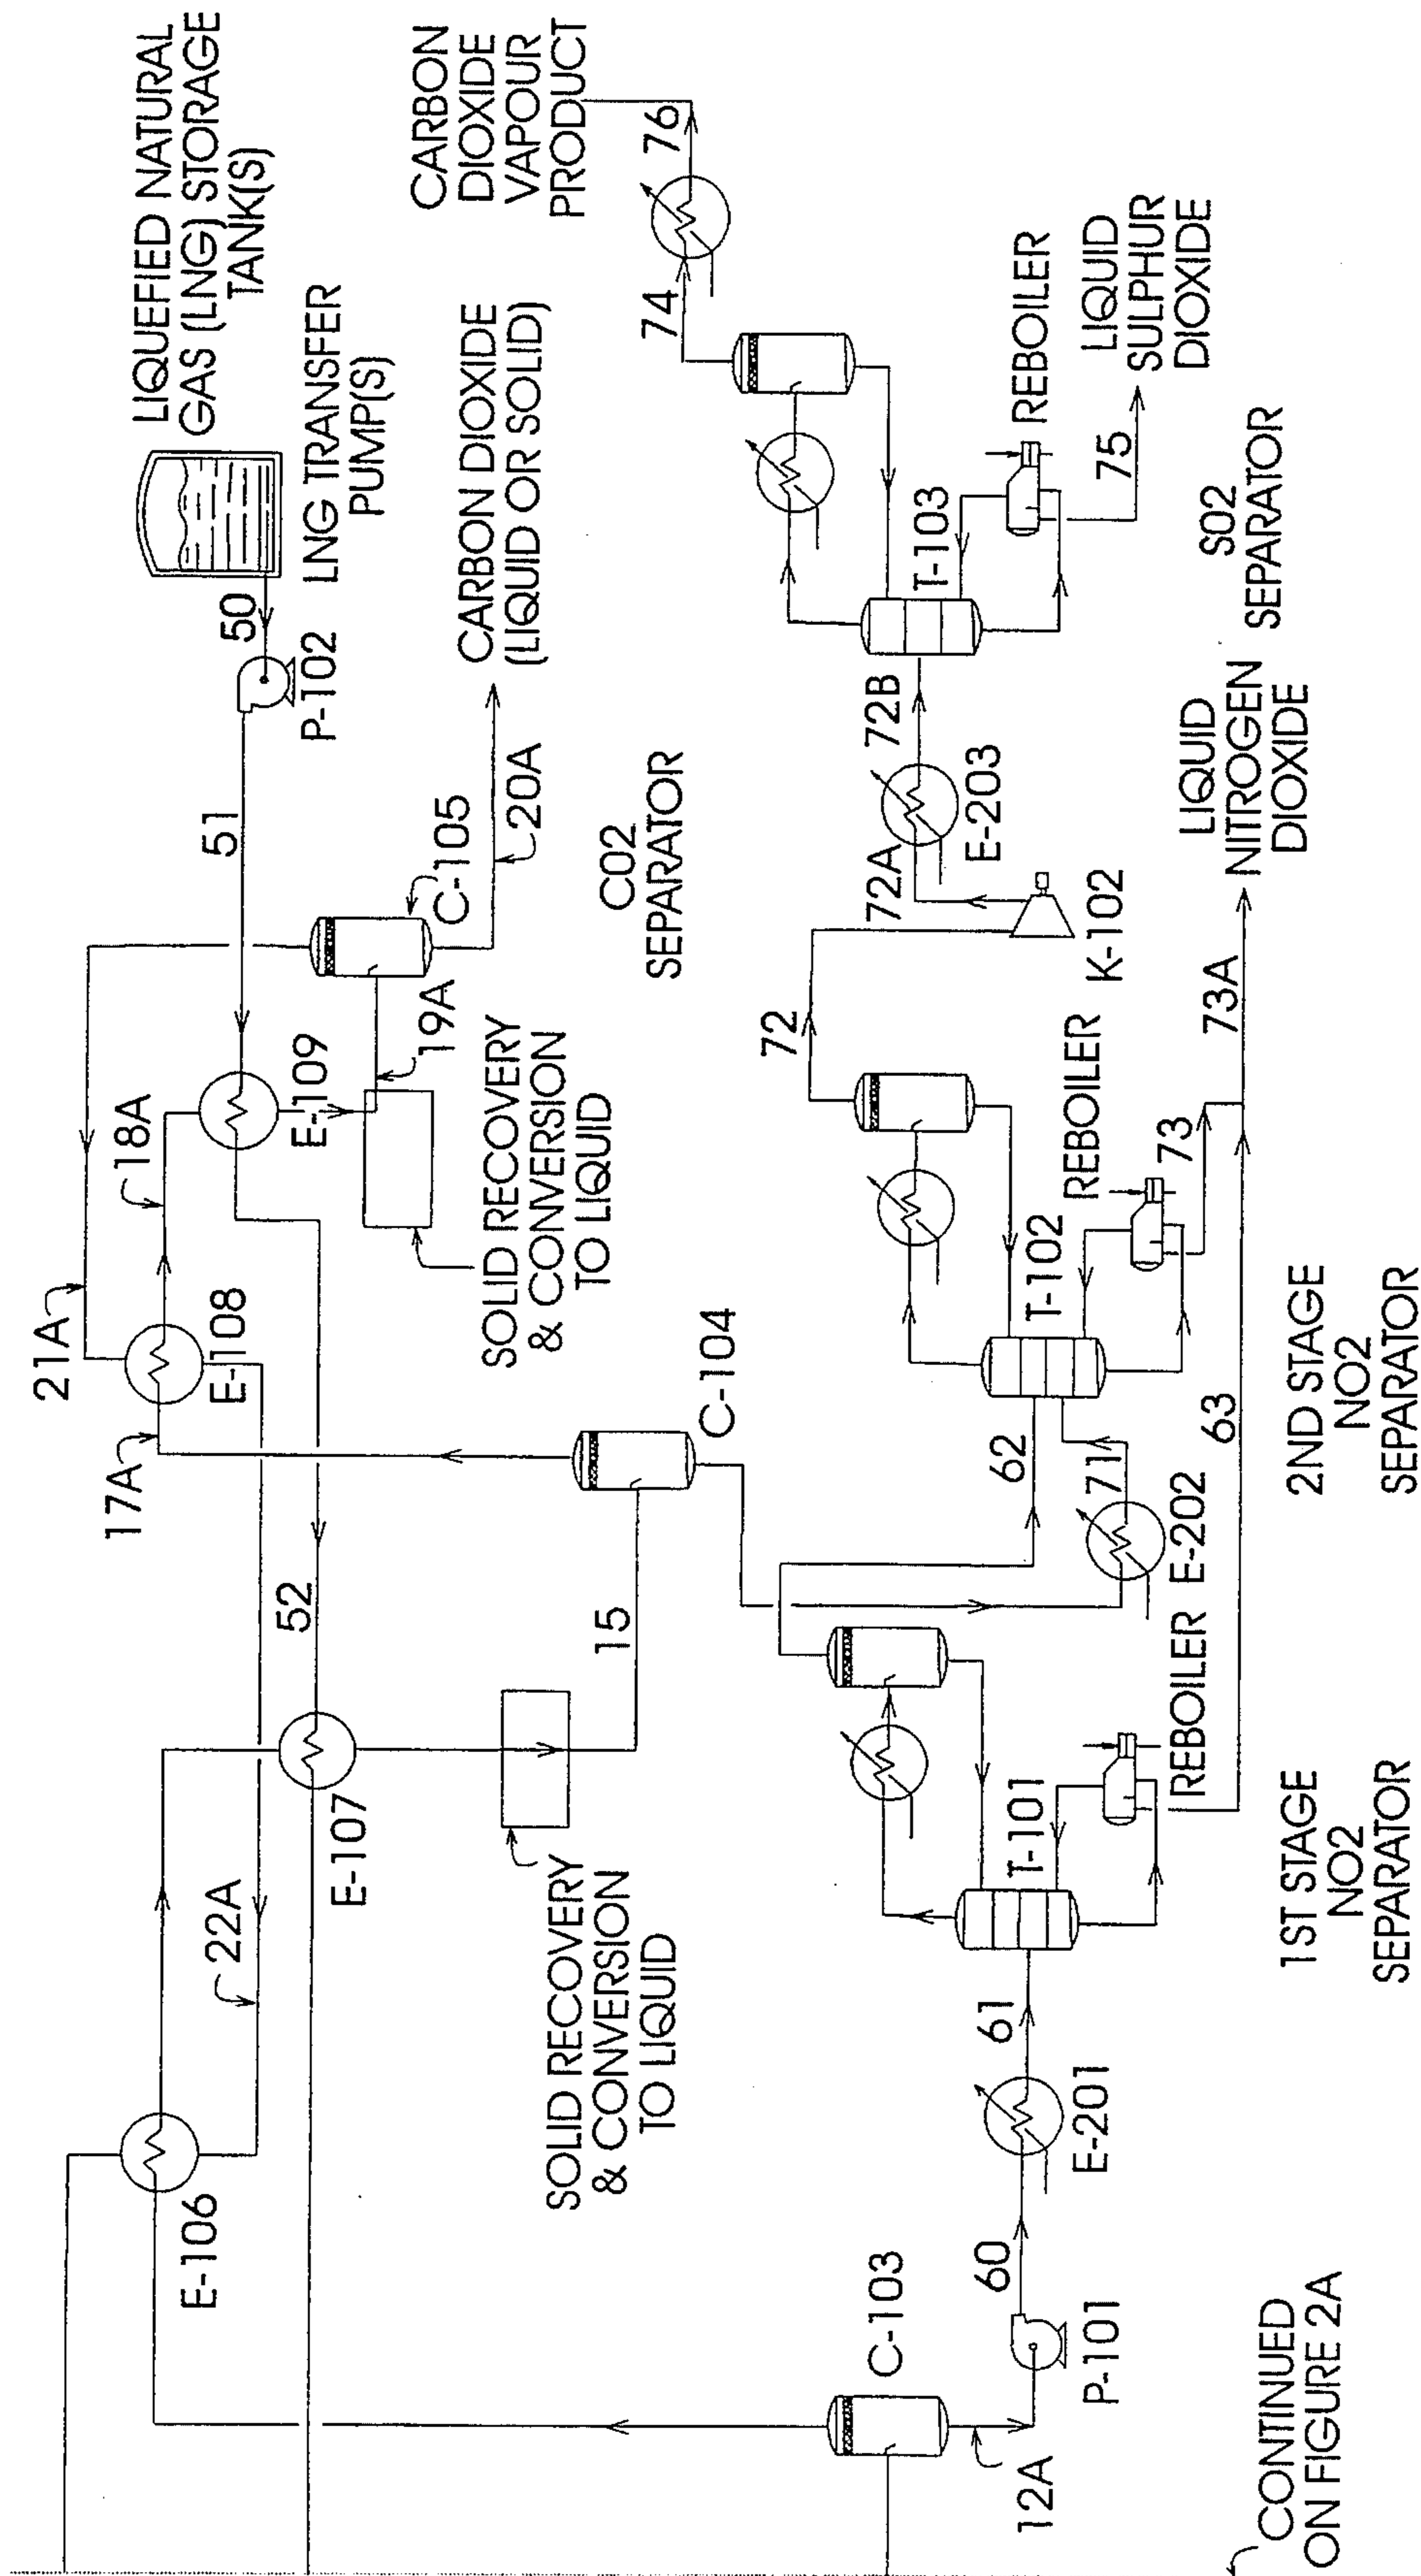 LIQUEFIED NATURAL
GAS (LNG) STORAGE
TANK(S)
50
P-102
LNG TRANSFER
PUMP(S)
51
CARBON DIOXIDE
(LIQUID OR SOLID)
20A
C-105
CO2
SEPARATOR
19A
E-109
SOLID RECOVERY
& CONVERSION
TO LIQUID
18A
21A
E-108
17A
C-104
52
15
E-107
22A
SOLID RECOVERY
& CONVERSION
TO LIQUID
E-106
C-103
12A
P-101
60
E-201
61
T-101
REBOILER
1ST STAGE
NO2
SEPARATOR
62
71
E-202
63
T-102
REBOILER
73
73A
2ND STAGE
NO2
SEPARATOR
LIQUID
NITROGEN
DIOXIDE
72
K-102
72A
E-203
72B
T-103
REBOILER
75
SO2
SEPARATOR
LIQUID
SULPHUR
DIOXIDE
74
76
CARBON
DIOXIDE
VAPOUR
PRODUCT
CONTINUED
ON FIGURE 2A